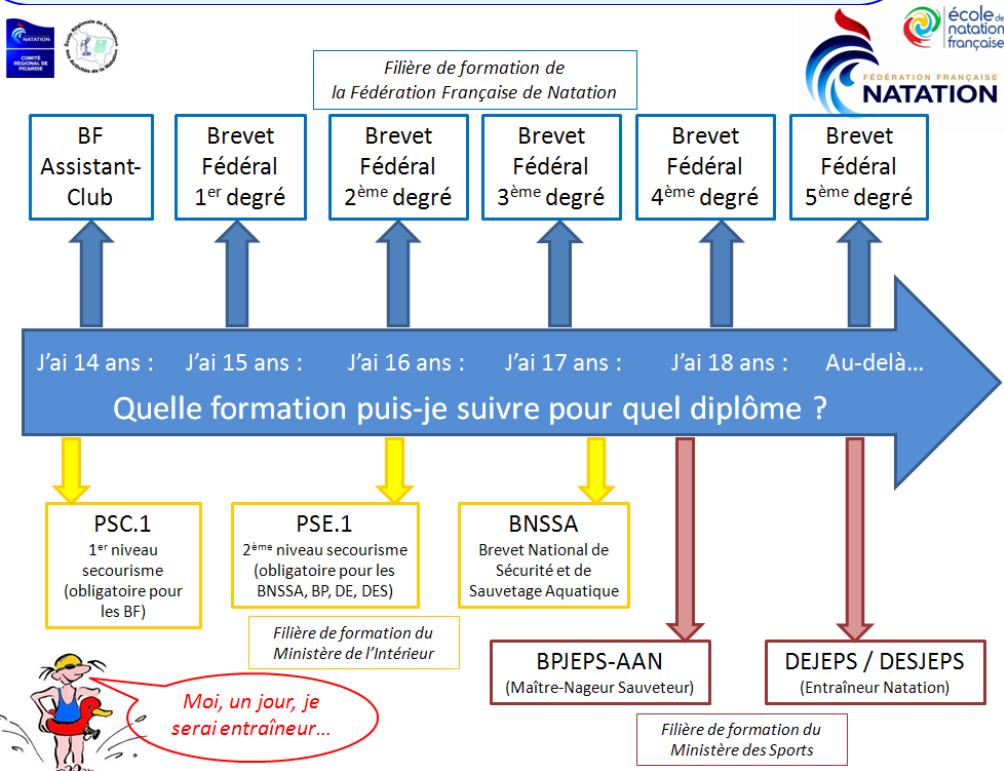 NATATION
COMITÉ
RÉGIONAL DE
PICARDIE
Filière de formation de
la Fédération Française de Natation
école de
natation
française
FÉDÉRATION FRANÇAISE
NATATION
BF
Assistant-
Club
Brevet
Fédéral
1er degré
Brevet
Fédéral
2ème degré
Brevet
Fédéral
3ème degré
Brevet
Fédéral
4ème degré
Brevet
Fédéral
5ème degré
J'ai 14 ans :
J'ai 15 ans :
J'ai 16 ans :
J'ai 17 ans :
J'ai 18 ans :
Au-delà…
Quelle formation puis-je suivre pour quel diplôme ?
PSC.1
1er niveau
secourisme
(obligatoire pour
les BF)
PSE.1
2ème niveau secourisme
(obligatoire pour les
BNSSA, BP, DE, DES)
BNSSA
Brevet National de
Sécurité et de
Sauvetage Aquatique
Filière de formation du
Ministère de l'Intérieur
BPJEPS-AAN
(Maître-Nageur Sauveteur)
DEJEPS / DESJEPS
(Entraîneur Natation)
Moi, un jour, je
serai entraîneur…
Filière de formation du
Ministère des Sports